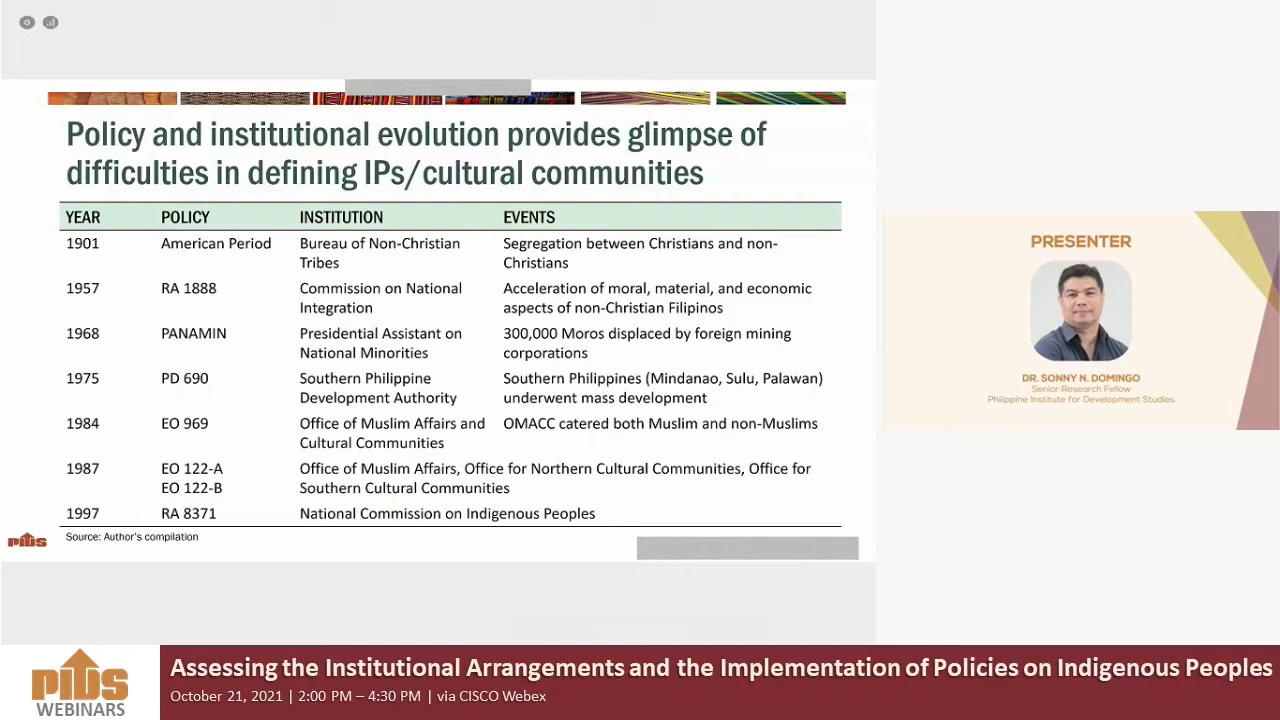 Policy and institutional evolution provides glimpse of
difficulties in defining IPs/cultural communities
YEAR POLICY INSTITUTION EVENTS
1901 American Period Bureau of Non-Christian Segregation between Christians and non-
Tribes Christians
1957 RA 1888 Commission on National Acceleration of moral, material, and economic
Integration aspects of non-Christian Filipinos
1968 PANAMIN Presidential Assistant on 300,000 Moros displaced by foreign mining
National Minorities corporations
1975 PD 690 Southern Philippine Southern Philippines (Mindanao, Sulu, Palawan)
Development Authority underwent mass development
1984 EO 969 Office of Muslim Affairs and OMACC catered both Muslim and non-Muslims
Cultural Communities
1987 EO 122-A Office of Muslim Affairs, Office for Northern Cultural Communities, Office for
EO 122-B Southern Cultural Communities
1997 RA 8371 National Commission on Indigenous Peoples
pids
Source: Author's compilation
PRESENTER
DR. SONNY N. DOMINGO
Senior Research Fellow
Philippine Institute for Development Studies
pids
WEBINARS
Assessing the Institutional Arrangements and the Implementation of Policies on Indigenous Peoples
October 21, 2021 | 2:00 PM – 4:30 PM | via CISCO Webex